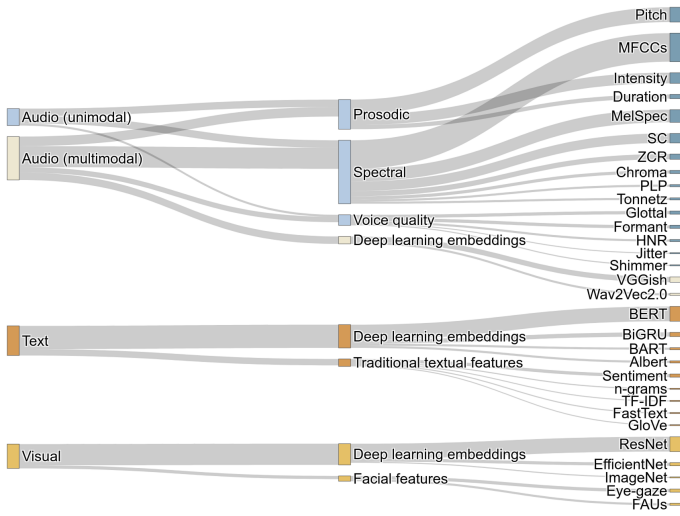 Audio (unimodal)
Audio (multimodal)
Text
Visual
Prosodic
Spectral
Voice quality
Deep learning embeddings
Deep learning embeddings
Traditional textual features
Deep learning embeddings
Facial features
Pitch
MFCCs
Intensity
Duration
MelSpec
SC
ZCR
Chroma
PLP
Tonnetz
Glottal
Formant
HNR
Jitter
Shimmer
VGGish
Wav2Vec2.0
BERT
BiGRU
BART
Albert
Sentiment
n-grams
TF-IDF
FastText
GloVe
ResNet
EfficientNet
ImageNet
Eye-gaze
FAUs